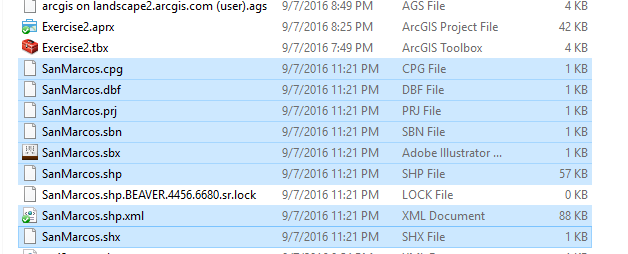 arcgis on landscape2.arcgis.com (user).ags 9/7/2016 8:49 PM AGS File 4 KB
Exercise2.aprx 9/7/2016 8:25 PM ArcGIS Project File 42 KB
Exercise2.tbx 9/7/2016 7:49 PM ArcGIS Toolbox 4 KB
SanMarcos.cpg 9/7/2016 11:21 PM CPG File 1 KB
SanMarcos.dbf 9/7/2016 11:21 PM DBF File 1 KB
SanMarcos.prj 9/7/2016 11:21 PM PRJ File 1 KB
SanMarcos.sbn 9/7/2016 11:21 PM SBN File 1 KB
SanMarcos.sbx 9/7/2016 11:21 PM Adobe Illustrator ... 1 KB
SanMarcos.shp 9/7/2016 11:21 PM SHP File 57 KB
SanMarcos.shp.BEAVER.4456.6680.sr.lock 9/7/2016 11:21 PM LOCK File 0 KB
SanMarcos.shp.xml 9/7/2016 11:21 PM XML Document 88 KB
SanMarcos.shx 9/7/2016 11:21 PM SHX File 1 KB